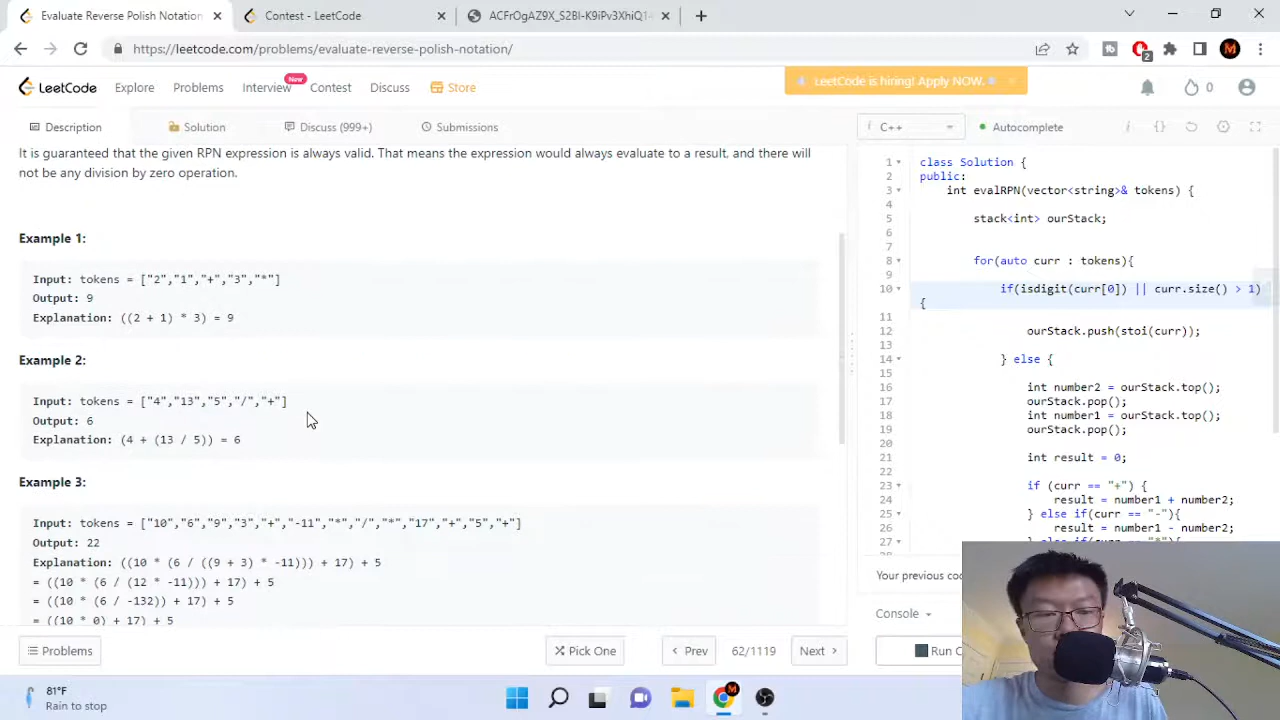 Evaluate Reverse Polish Notation
Contest - LeetCode
https://leetcode.com/problems/evaluate-reverse-polish-notation/
2
M
LeetCode
Explore
Problems
Interview
New
Contest
Discuss
Store
LeetCode is hiring! Apply NOW.
0
Description
Solution
Discuss (999+)
Submissions
C++
Autocomplete
It is guaranteed that the given RPN expression is always valid. That means the expression would always evaluate to a result, and there will
not be any division by zero operation.
Example 1:
Input: tokens = ["2","1","+","3","*"]
Output: 9
Explanation: ((2 + 1) * 3) = 9
Example 2:
Input: tokens = ["4","13","5","/","+"]
Output: 6
Explanation: (4 + (13 / 5)) = 6
Example 3:
Input: tokens = ["10","6","9","3","+","-11","*","/","*","17","+","5","+"]
Output: 22
Explanation: ((10 * (6 / ((9 + 3) * -11))) + 17) + 5
= ((10 * (6 / (12 * -11))) + 17) + 5
= ((10 * (6 / -132)) + 17) + 5
= ((10 * 0) + 17) + 5
1 class Solution {
2 public:
3 int evalRPN(vector<string>& tokens) {
4
5 stack<int> ourStack;
6
7
8 for(auto curr : tokens){
9
10 if(isdigit(curr[0]) || curr.size() > 1)
{
11
12 ourStack.push(stoi(curr));
13
14 } else {
15
16 int number2 = ourStack.top();
17 ourStack.pop();
18 int number1 = ourStack.top();
19 ourStack.pop();
20
21 int result = 0;
22
23 if (curr == "+") {
24 result = number1 + number2;
25 } else if(curr == "-"){
26 result = number1 - number2;
27 } else if(curr == "*"){
28
Your previous co
Console
Run C
Problems
Pick One
Prev
62/1119
Next
81°F
Rain to stop
M